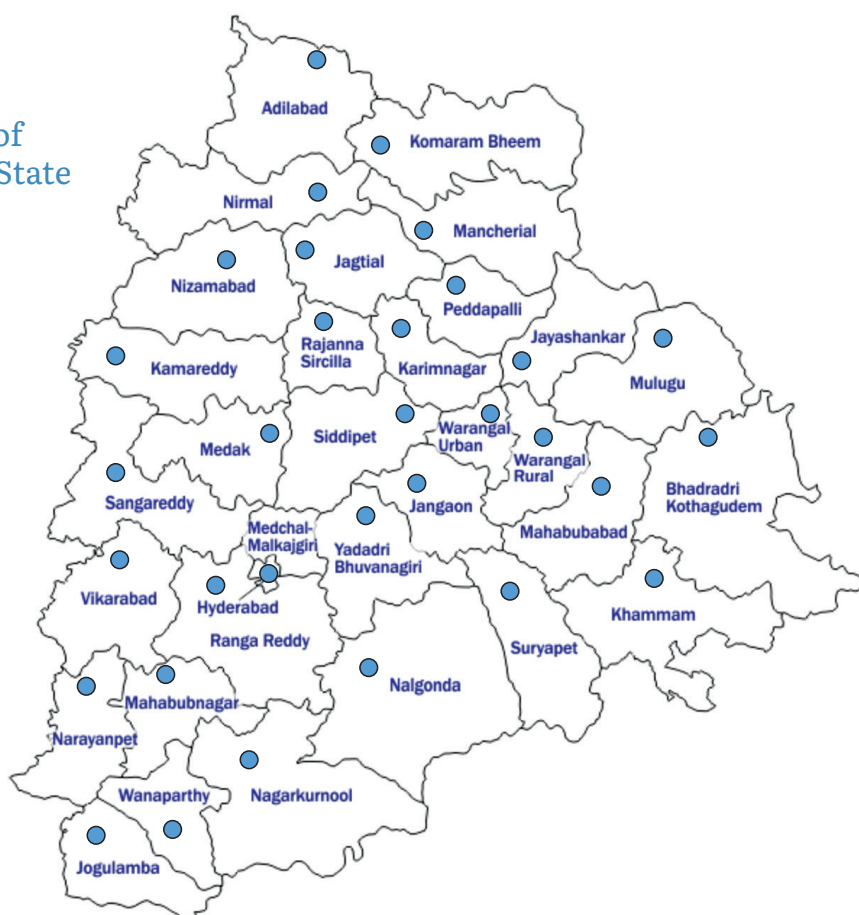 of
State
Adilabad
Komaram Bheem
Nirmal
Mancherial
Jagtial
Nizamabad
Peddapalli
Jayashankar
Rajanna
Sircilla
Karimnagar
Kamareddy
Mulugu
Siddipet
Warangal
Urban
Medak
Warangal
Rural
Bhadradri
Kothagudem
Sangareddy
Jangaon
Mahabubabad
Medchal-
Malkajgiri
Yadadri
Bhuvanagiri
Vikarabad
Hyderabad
Khammam
Ranga Reddy
Suryapet
Nalgonda
Mahabubnagar
Narayanpet
Wanaparthy
Nagarkurnool
Jogulamba